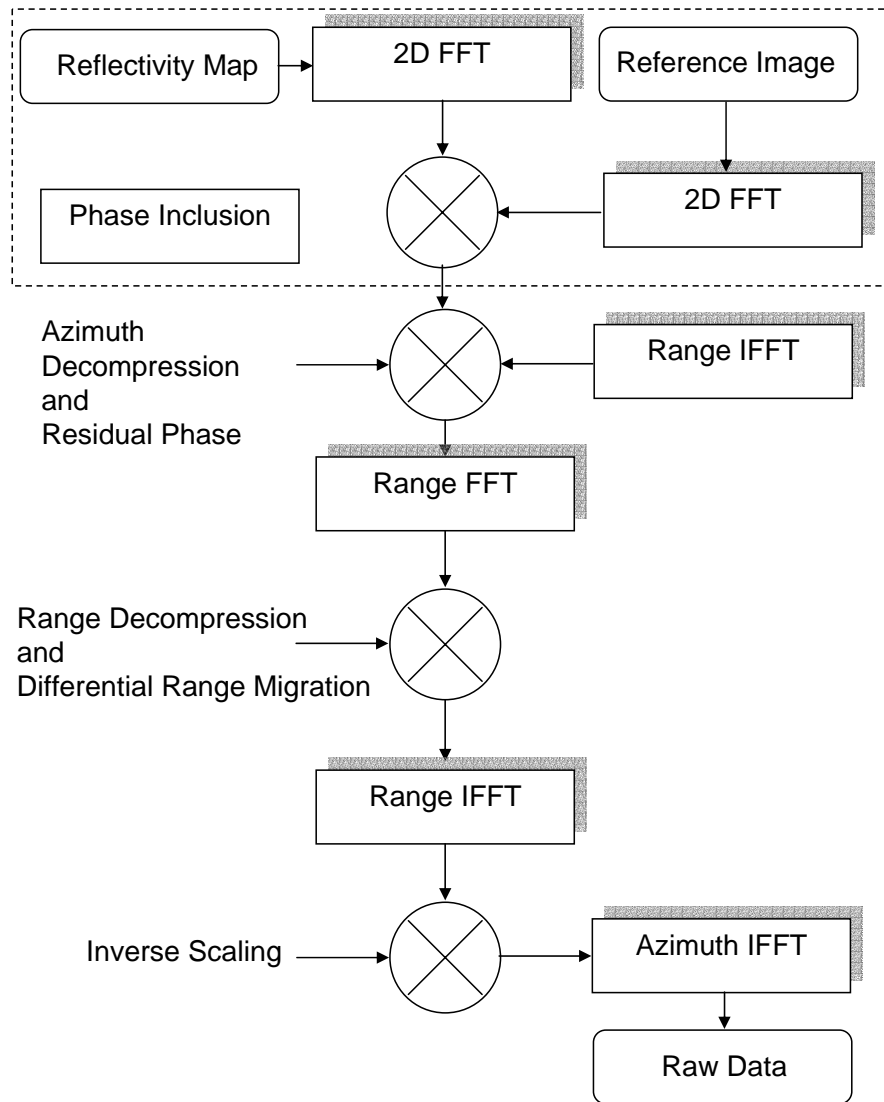 Reflectivity Map
2D FFT
Reference Image
Phase Inclusion
2D FFT
Azimuth
Decompression
and
Residual Phase
Range IFFT
Range FFT
Range Decompression
and
Differential Range Migration
Range IFFT
Inverse Scaling
Azimuth IFFT
Raw Data